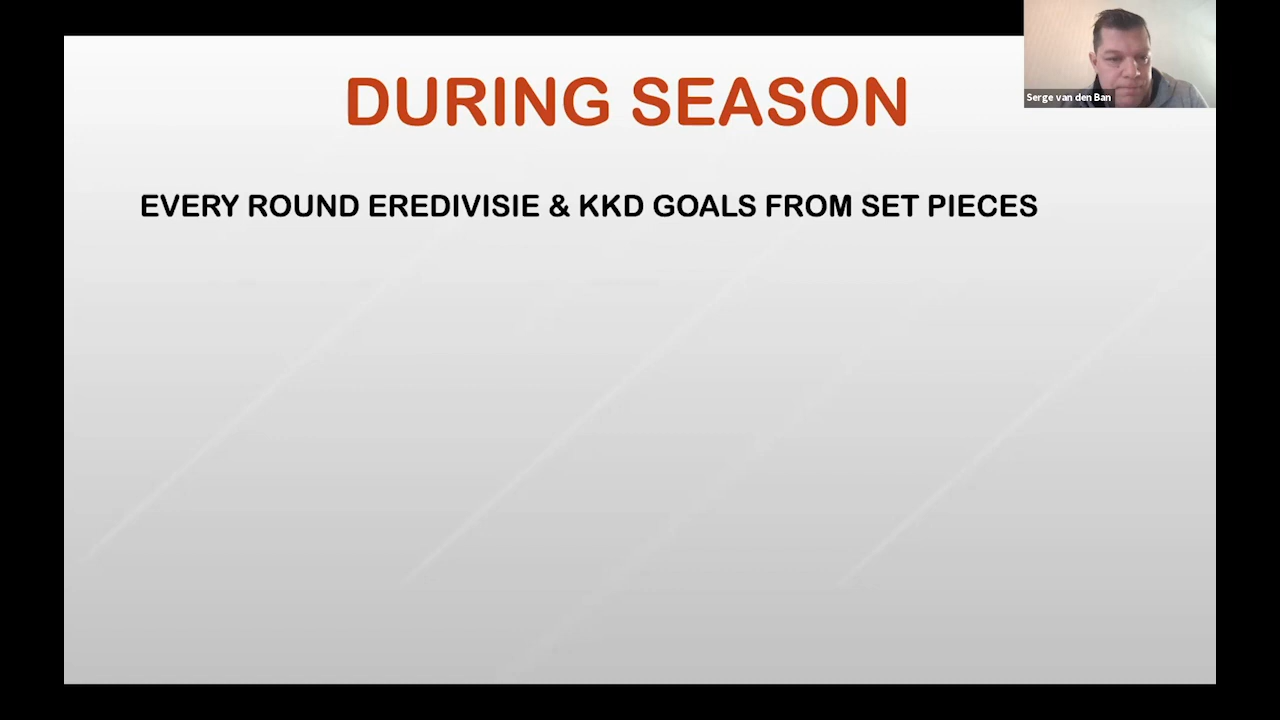 DURING SEASON
Serge van den Ban
EVERY ROUND EREDIVISIE & KKD GOALS FROM SET PIECES